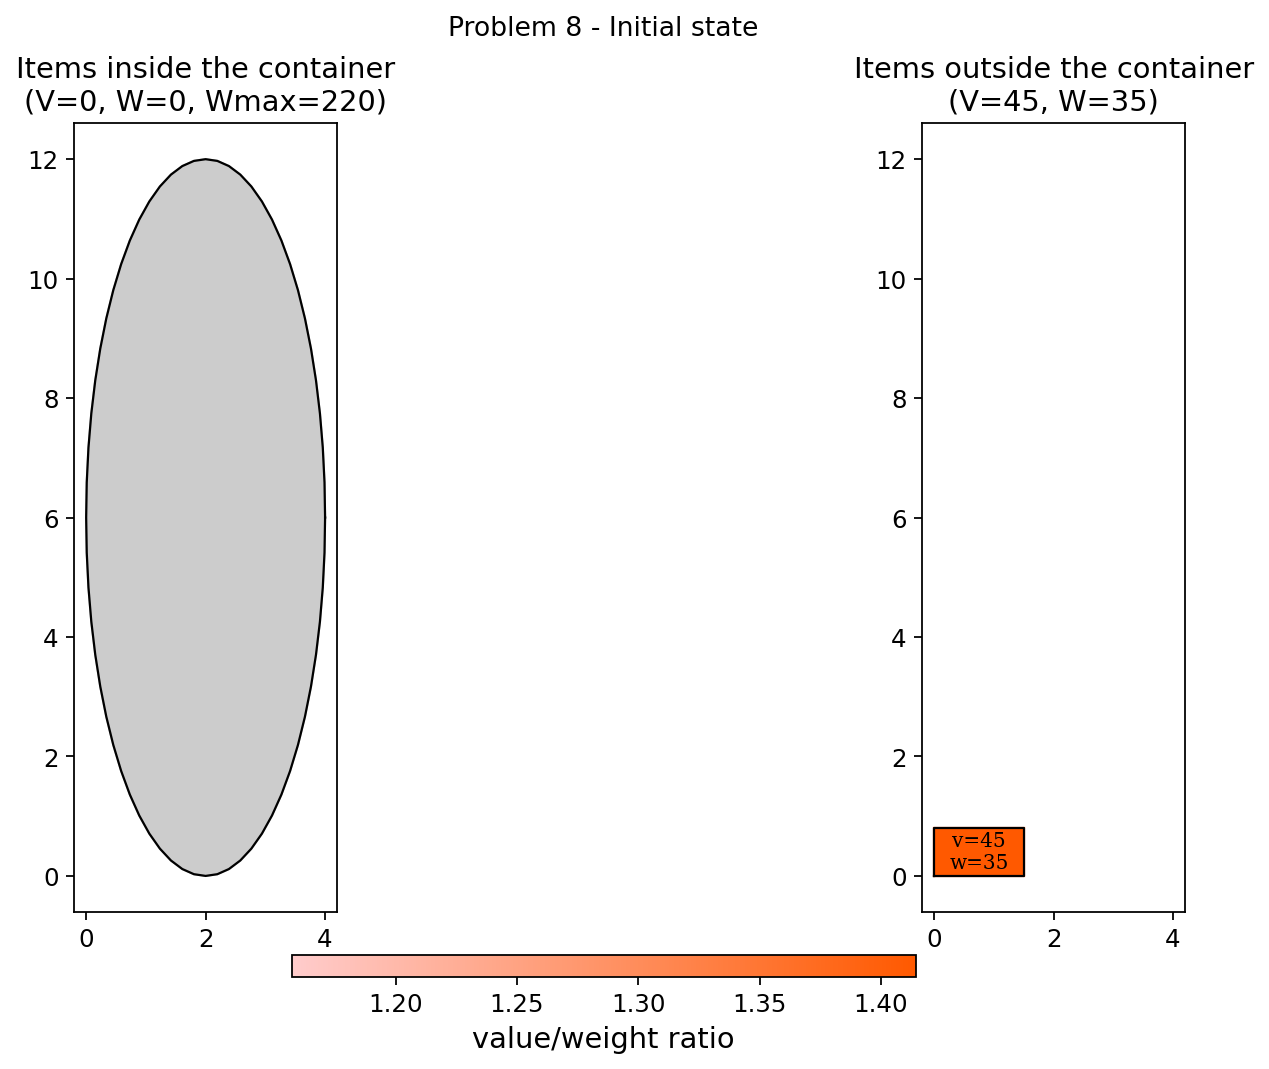 Problem 8 - Initial state
Items inside the container
(V=0, W=0, Wmax=220)
Items outside the container
(V=45, W=35)
12
10
8
6
4
2
0
0 2 4
12
10
8
6
4
2
0
v=45
w=35
0 2 4
1.20 1.25 1.30 1.35 1.40
value/weight ratio